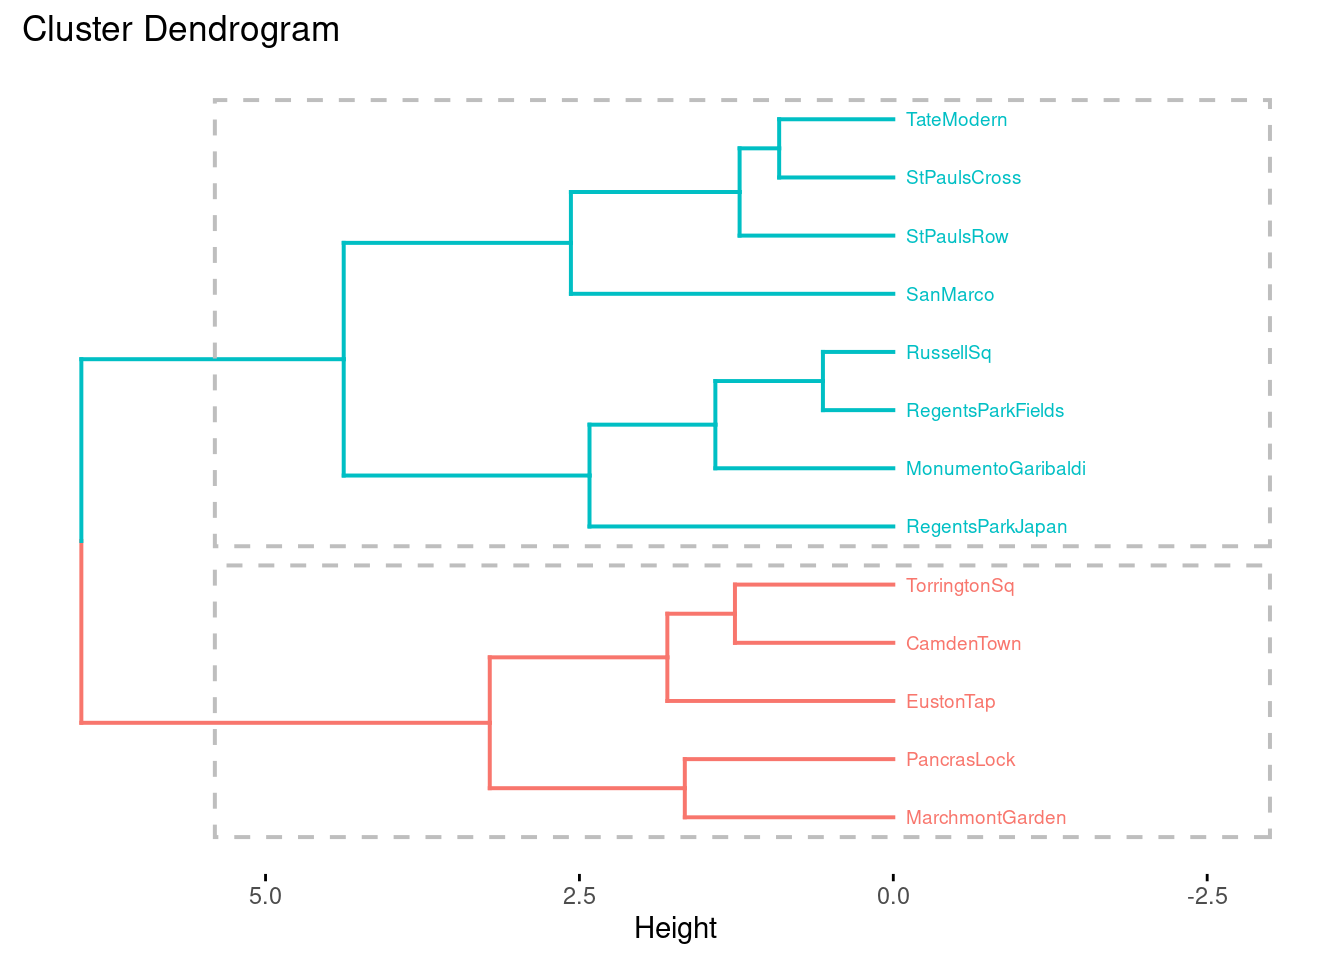 Cluster Dendrogram
TateModern
StPaulsCross
StPaulsRow
SanMarco
RussellSq
RegentsParkFields
MonumentoGaribaldi
RegentsParkJapan
TorringtonSq
CamdenTown
EustonTap
PancrasLock
MarchmontGarden
5.0 2.5 0.0 -2.5
Height